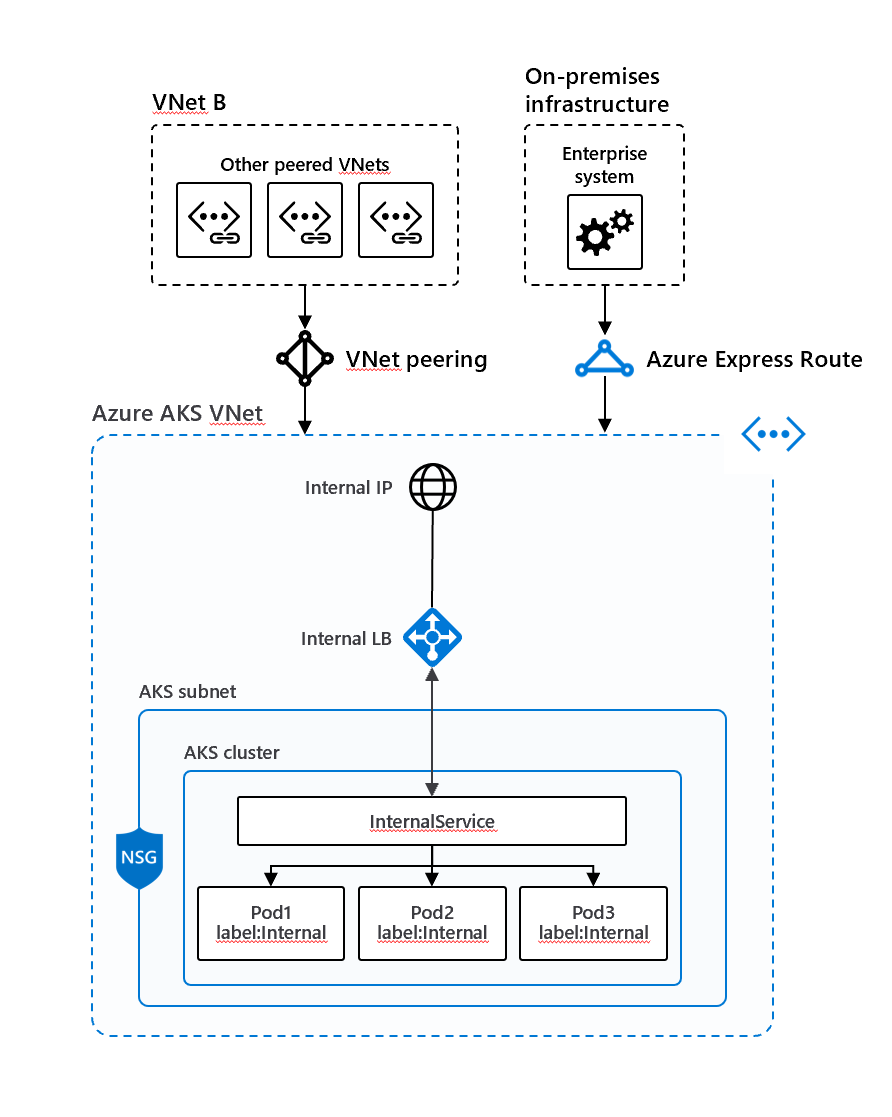 VNet B
On-premises
infrastructure
Other peered VNets
Enterprise
system
VNet peering
Azure Express Route
Azure AKS VNet
Internal IP
Internal LB
AKS subnet
AKS cluster
InternalService
NSG
Pod1
label:Internal
Pod2
label:Internal
Pod3
label:Internal